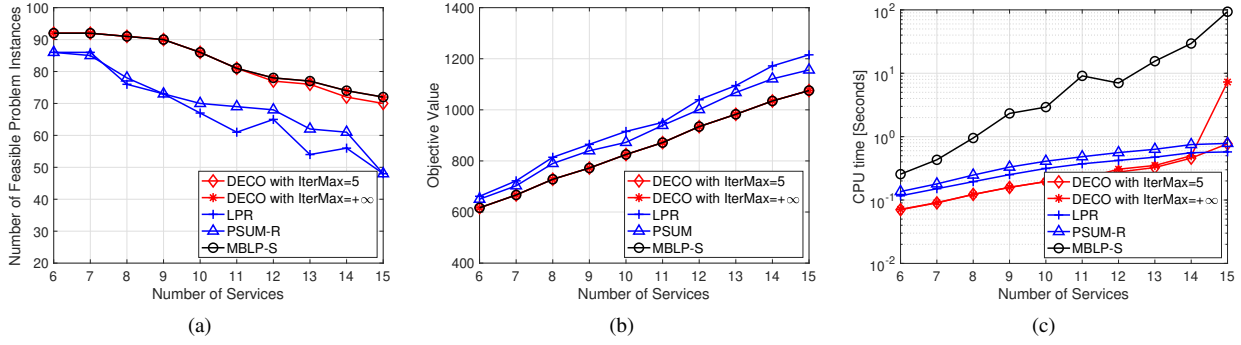 100
90
80
70
60
50
40
30
20
6 7 8 9 10 11 12 13 14 15
Number of Services
Number of Feasible Problem Instances
DECO with IterMax=5
DECO with IterMax=+∞
LPR
PSUM-R
MBLP-S
(a)
1400
1200
1000
800
600
400
6 7 8 9 10 11 12 13 14 15
Number of Services
Objective Value
DECO with IterMax=5
DECO with IterMax=+∞
LPR
PSUM
MBLP-S
(b)
10^2
10^1
10^0
10^-1
10^-2
6 7 8 9 10 11 12 13 14 15
Number of Services
CPU time [Seconds]
DECO with IterMax=5
DECO with IterMax=+∞
LPR
PSUM-R
MBLP-S
(c)